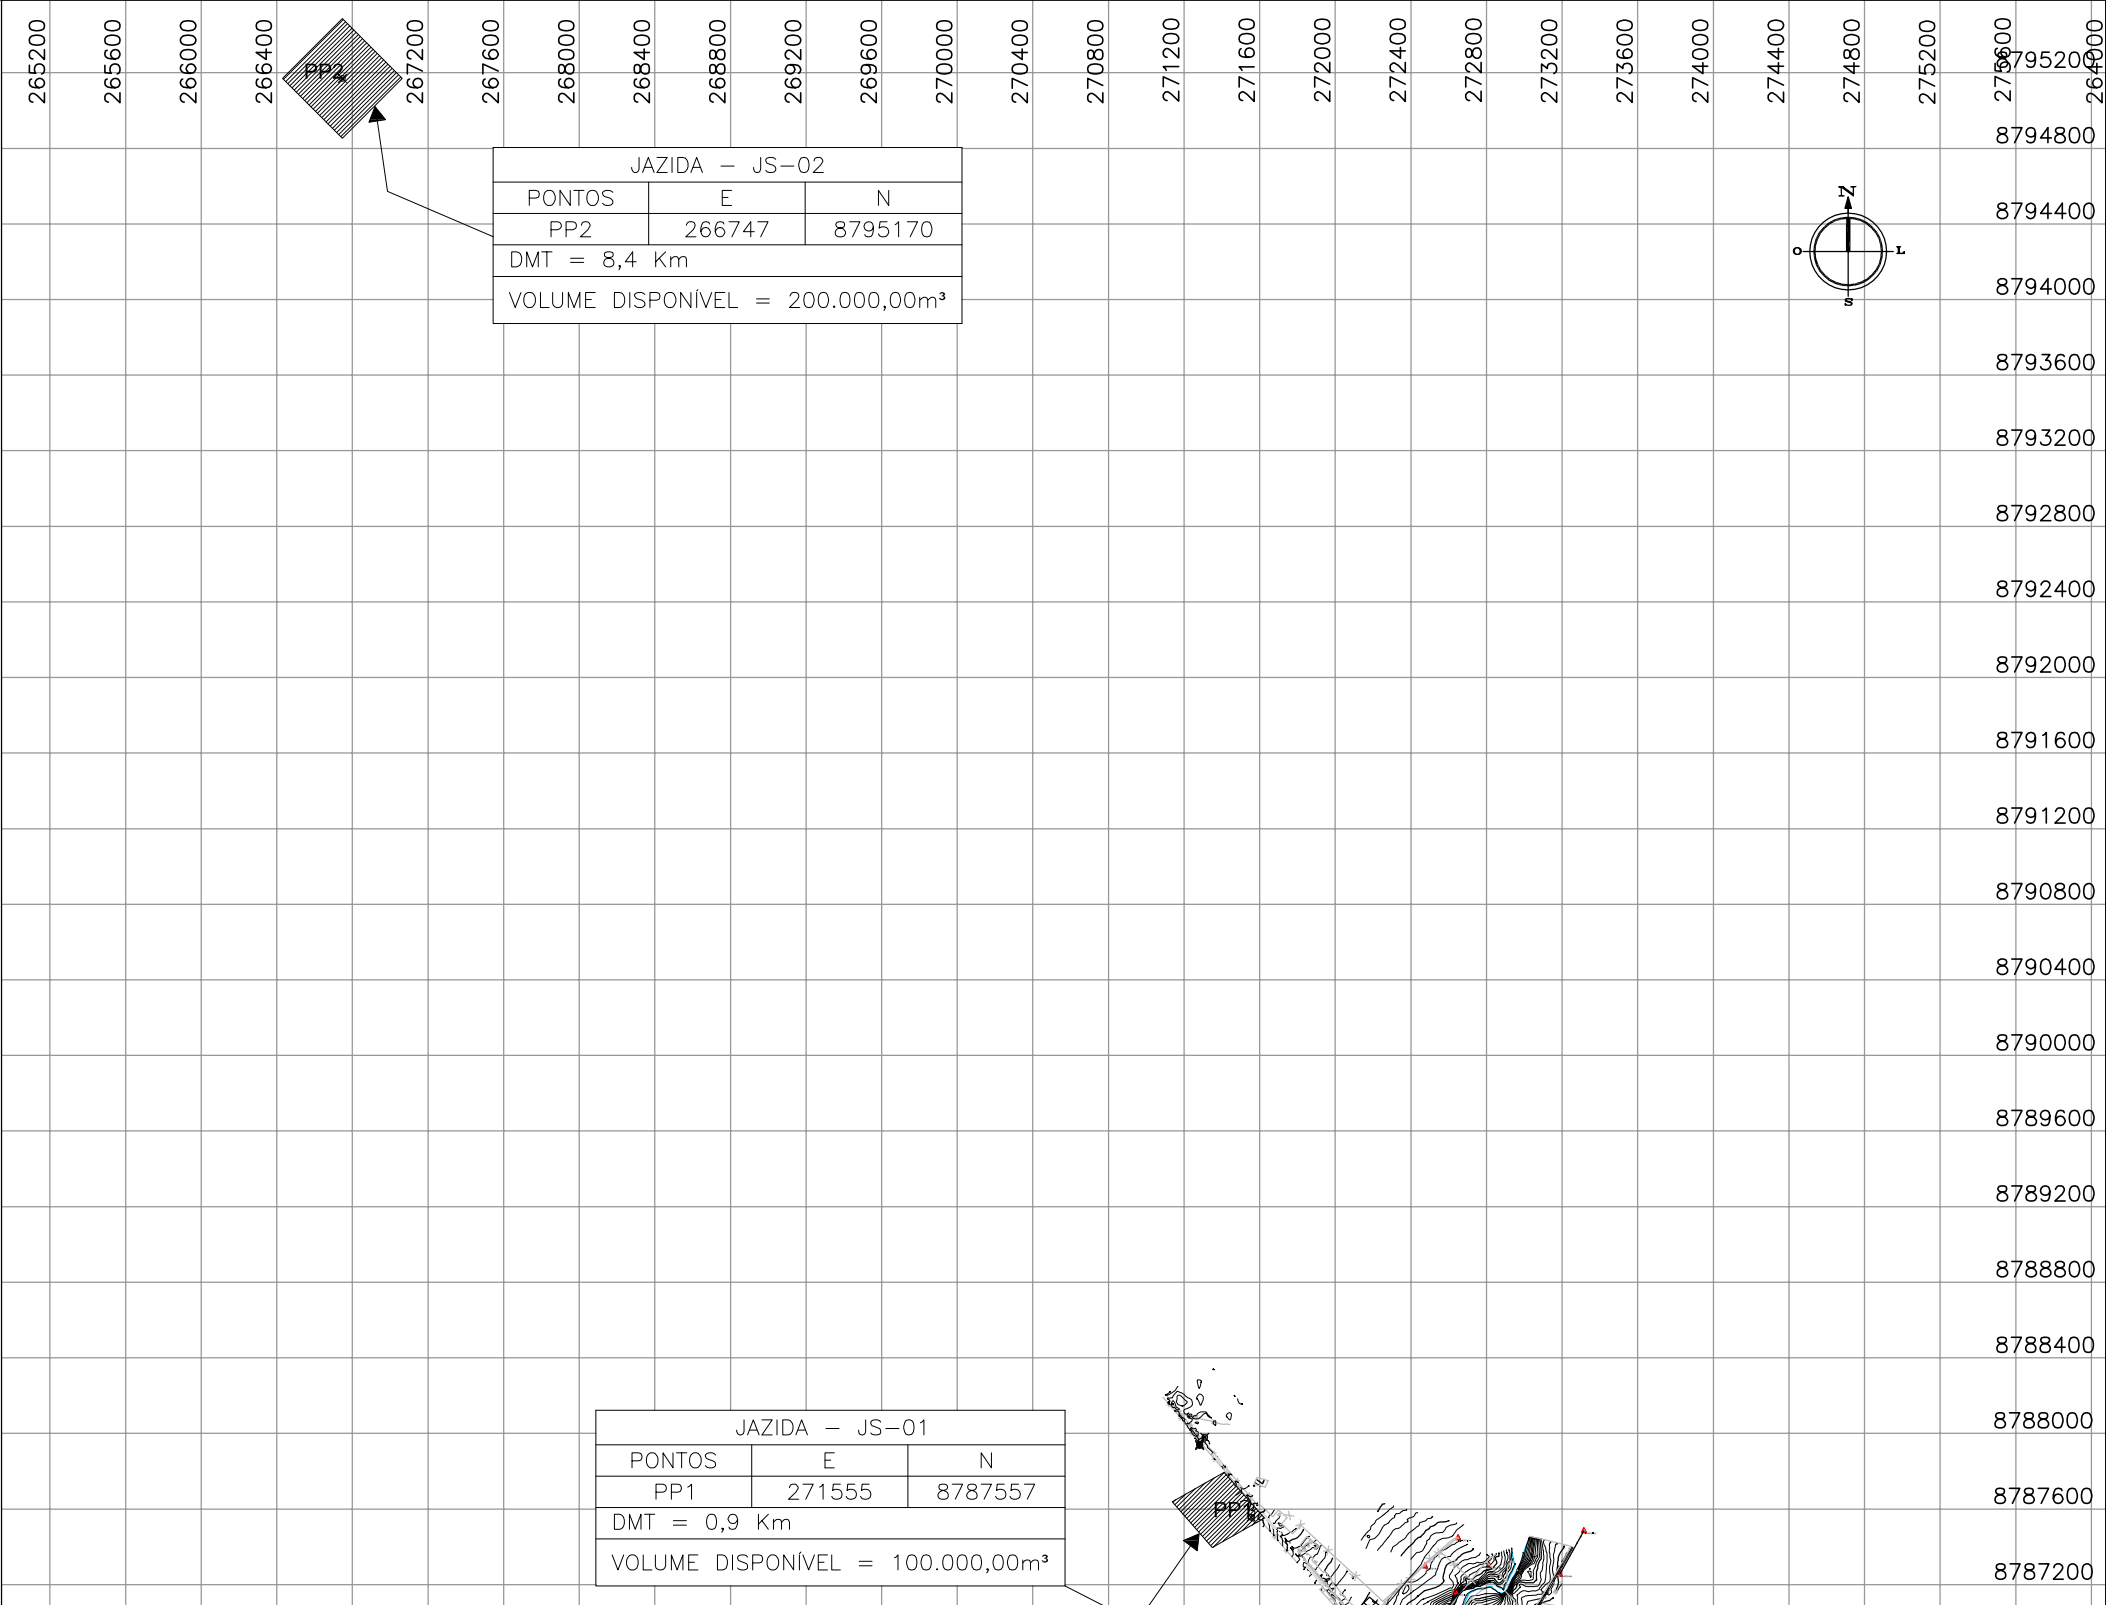 265200 265600 266000 266400 267200 267600 268000 268400 268800 269200 269600 270000 270400 270800 271200 271600 272000 272400 272800 273200 273600 274000 274400 274800 275200 275600 264000
8795200
PP2
8794800
JAZIDA – JS–02
PONTOS E N
PP2 266747 8795170
DMT = 8,4 Km
VOLUME DISPONÍVEL = 200.000,00m³
N
O L
S
8794400
8794000
8793600
8793200
8792800
8792400
8792000
8791600
8791200
8790800
8790400
8790000
8789600
8789200
8788800
8788400
8788000
JAZIDA – JS–01
PONTOS E N
PP1 271555 8787557
DMT = 0,9 Km
VOLUME DISPONÍVEL = 100.000,00m³
PP1
8787600
8787200